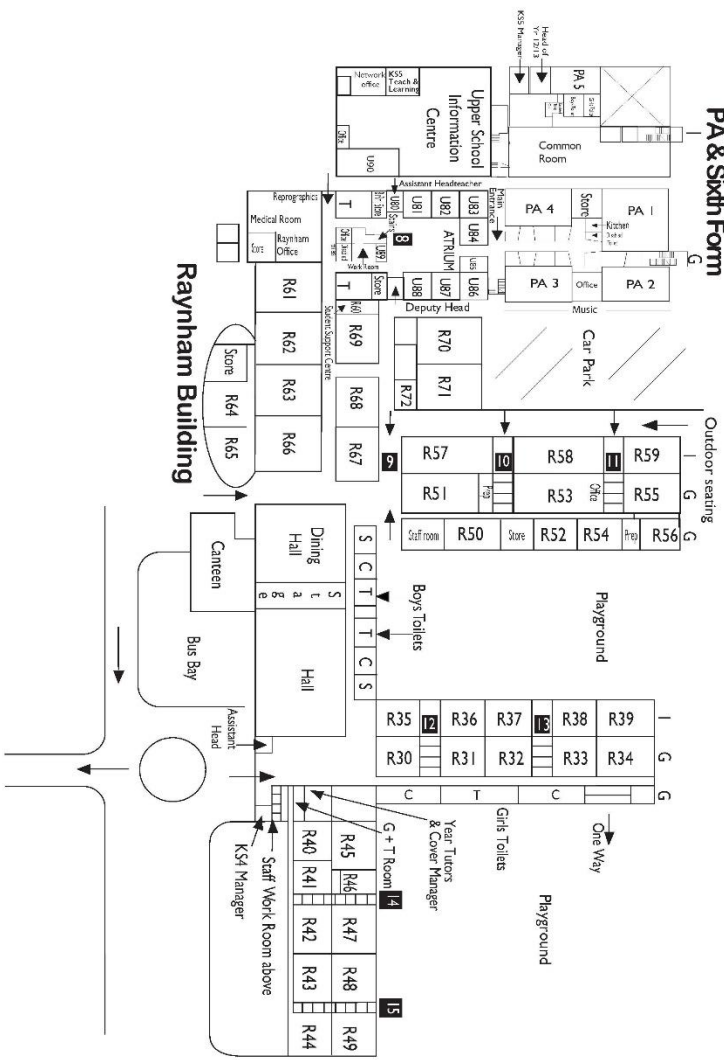 PA & Sixth Form
Raynham Building
Head of
Yr 12/13
KS5 Manager
PA 5
Common
Room
Network
office
KS5
Teach &
Learning
Upper School
Information
Centre
Office
U90
Assistant Headteacher
Main
Entrance
PA 4
Store
Kitchen
PA 1
G
PA 3
Office
PA 2
Music
Reprographics
Medical Room
Store
Raynham
Office
T
Store
U80
U81
U82
U83
U84
Stairs
8
U89
ATRIUM
U85
Work Room
T
Store
U88
U87
U86
Deputy Head
R60
Student Support Centre
R61
R62
R63
R66
Store
R64
R65
R69
R68
R67
R70
R71
R72
Car Park
Outdoor seating
9
10
11
R57
R58
R59
I
R51
Prep
R53
Office
R55
G
Staff room
R50
Store
R52
R54
Prep
R56
G
Dining
Hall
Stage
Hall
Canteen
Bus Bay
S
C
T
T
C
S
Boys Toilets
Playground
R35
12
R36
R37
13
R38
R39
I
R30
R31
R32
R33
R34
G
C
T
C
G
Girls Toilets
One Way
Assistant
Head
KS4 Manager
Staff Work Room above
G + T Room
Year Tutors
& Cover Manager
Playground
R40
R45
R41
R46
14
R42
R47
R43
R48
15
R44
R49